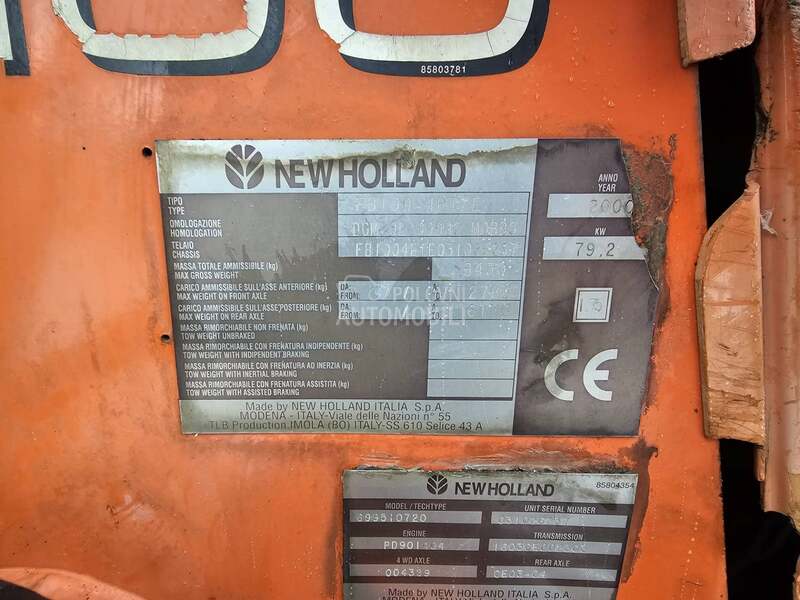 85803781
NEW HOLLAND
TIPO
TYPE
ANNO
YEAR
2000
OMOLOGAZIONE
HOMOLOGATION
KW
79.2
TELAIO
CHASSIS
MASSA TOTALE AMMISSIBILE (kg)
MAX GROSS WEIGHT
CARICO AMMISSIBILE SULL'ASSE ANTERIORE (kg)
MAX WEIGHT ON FRONT AXLE
DA:
FROM:
CARICO AMMISSIBILE SULL'ASSE POSTERIORE (kg)
MAX WEIGHT ON REAR AXLE
DA:
FROM:
POLOVNI
AUTOMOBILI
MASSA RIMORCHIABILE NON FRENATA (kg)
TOW WEIGHT UNBRAKED
MASSA RIMORCHIABILE CON FRENATURA INDIPENDENTE (kg)
TOW WEIGHT WITH INDEPENDENT BRAKING
MASSA RIMORCHIABILE CON FRENATURA AD INERZIA (kg)
TOW WEIGHT WITH INERTIAL BRAKING
MASSA RIMORCHIABILE CON FRENATURA ASSISTITA (kg)
TOW WEIGHT WITH ASSISTED BRAKING
CE
Made by NEW HOLLAND ITALIA S.p.A.
MODENA - ITALY-Viale delle Nazioni n° 55
TLB Production IMOLA (BO) ITALY-SS 610 Selice 43 A
85804354
NEW HOLLAND
MODEL / TECHTYPE
UNIT SERIAL NUMBER
ENGINE
TRANSMISSION
4 WD AXLE
REAR AXLE
004399
CE03-04
Made by NEW HOLLAND ITALIA S.p.A.